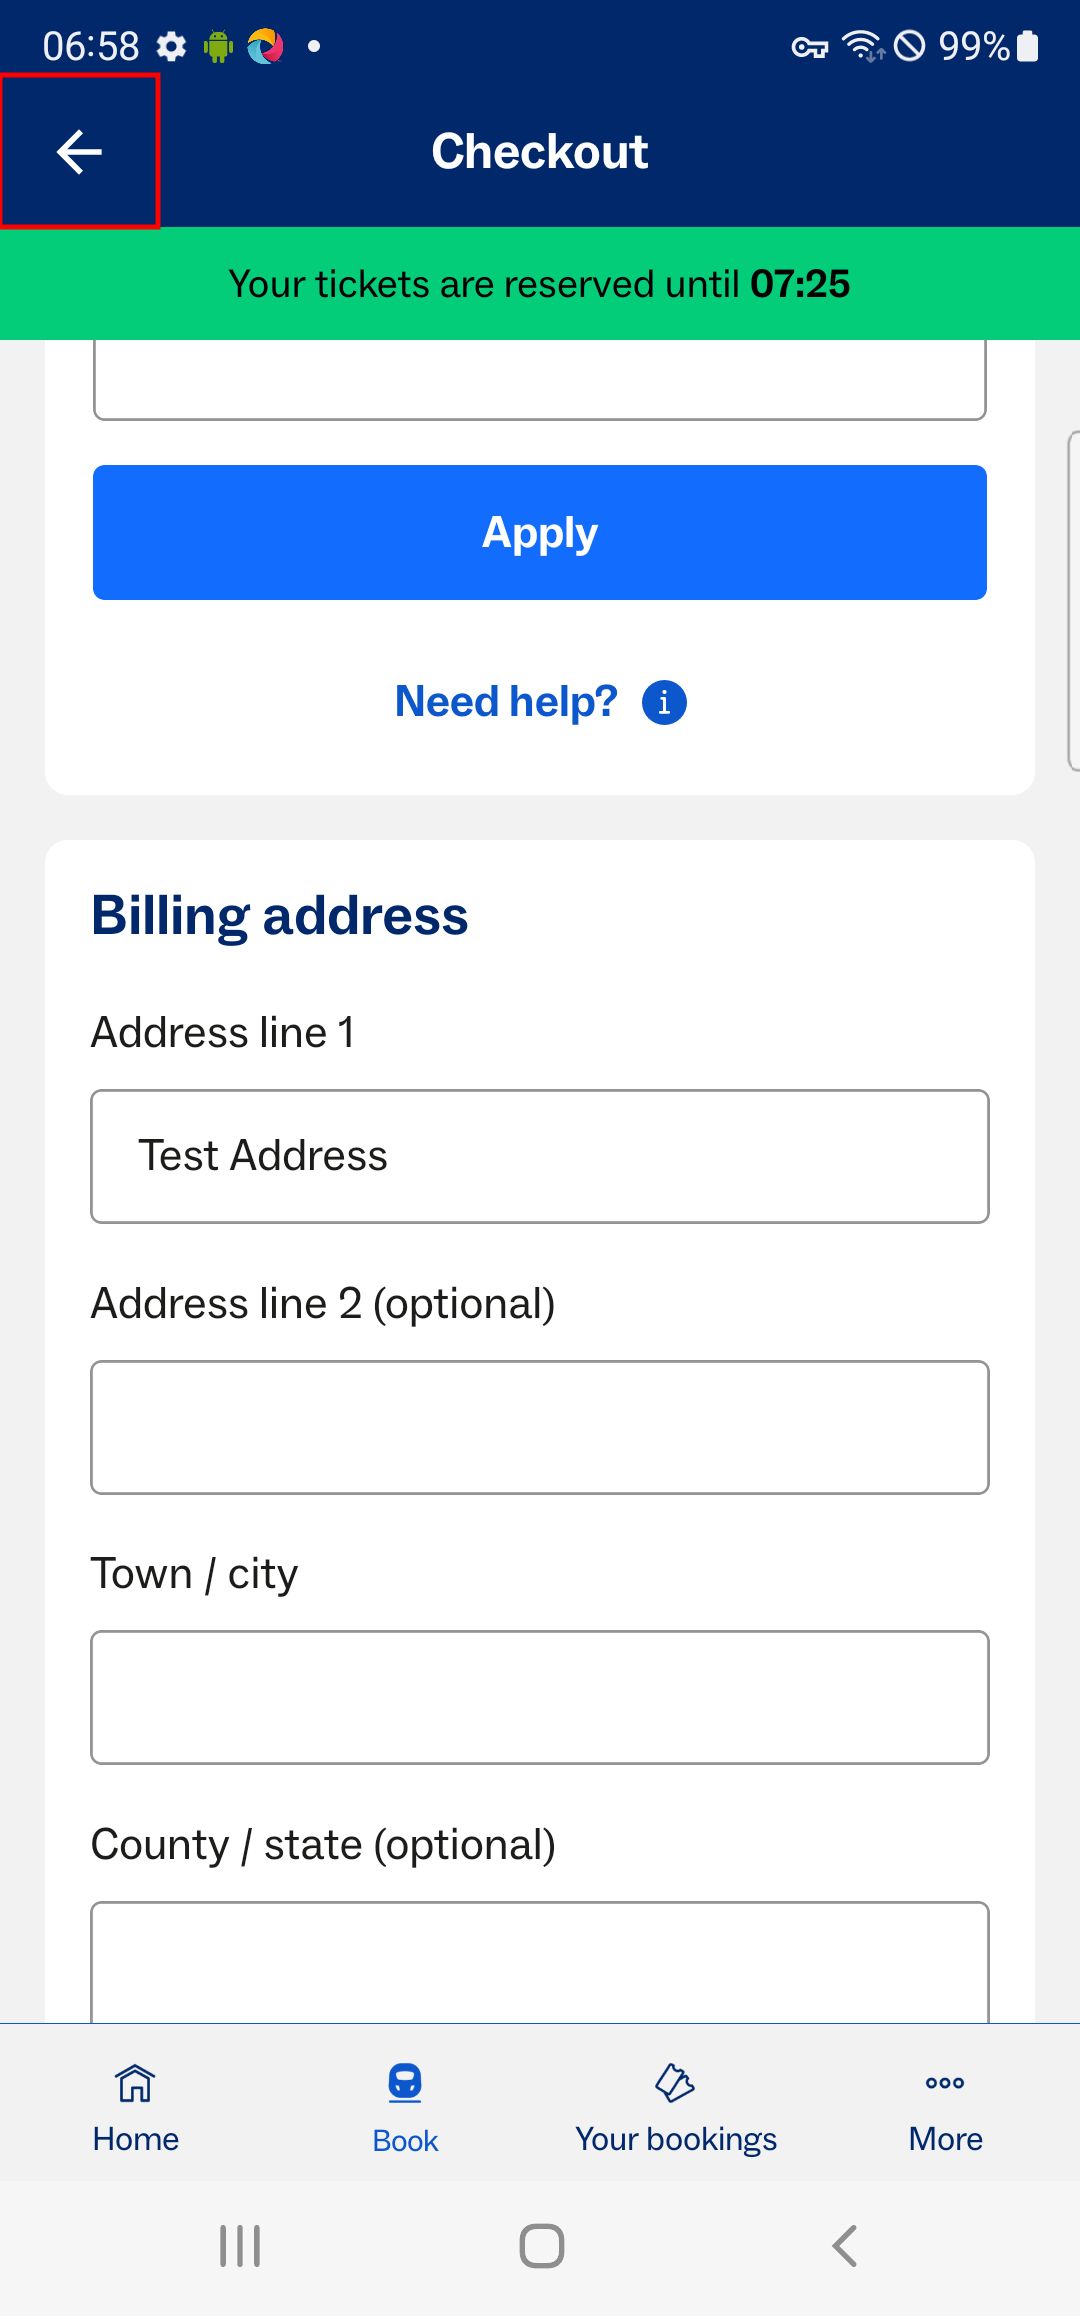 06:58
99%
Checkout
Your tickets are reserved until 07:25
Apply
Need help? i
Billing address
Address line 1
Test Address
Address line 2 (optional)
Town / city
County / state (optional)
Home
Book
Your bookings
More